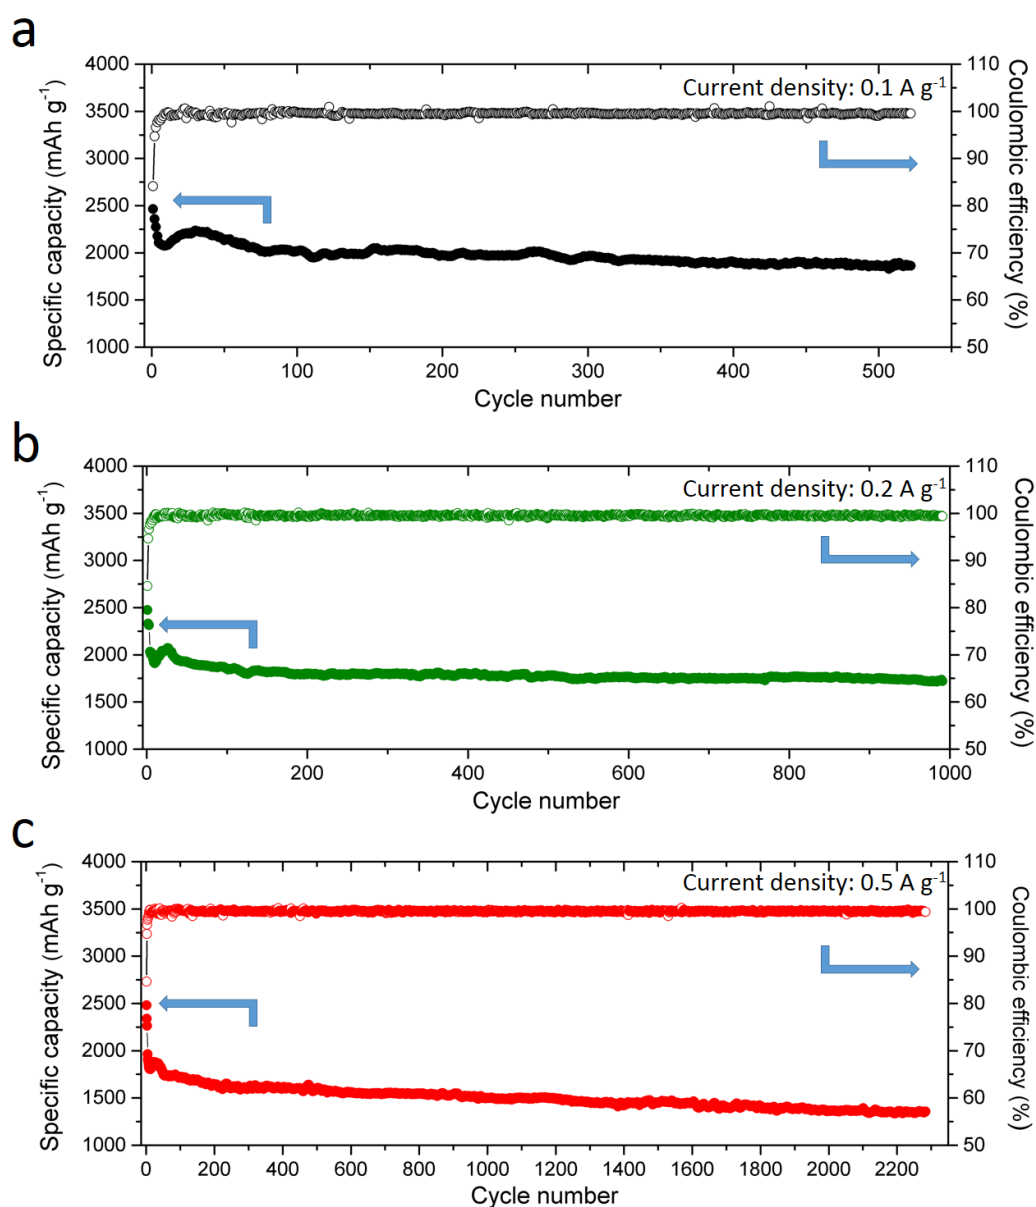 a
Current density: 0.1 A g⁻¹
Specific capacity (mAh g⁻¹)
4000
3500
3000
2500
2000
1500
1000
110
100
90
80
70
60
50
Coulombic efficiency (%)
0 100 200 300 400 500
Cycle number
b
Current density: 0.2 A g⁻¹
Specific capacity (mAh g⁻¹)
4000
3500
3000
2500
2000
1500
1000
110
100
90
80
70
60
50
Coulombic efficiency (%)
0 200 400 600 800 1000
Cycle number
c
Current density: 0.5 A g⁻¹
Specific capacity (mAh g⁻¹)
4000
3500
3000
2500
2000
1500
1000
110
100
90
80
70
60
50
Coulombic efficiency (%)
0 200 400 600 800 1000 1200 1400 1600 1800 2000 2200
Cycle number